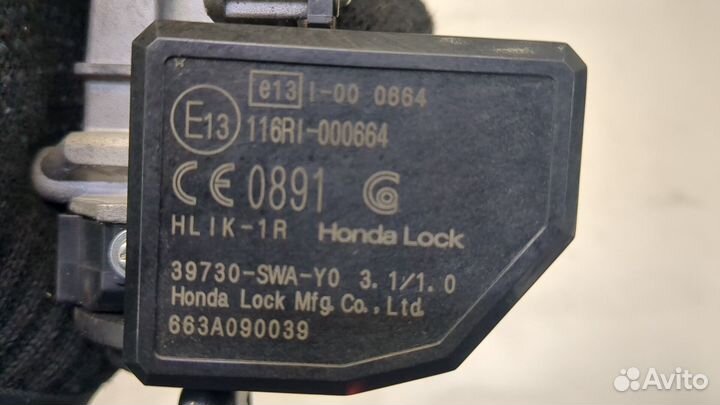 e13 I-00 0664
E13 116RI-000664
CE 0891
HLIK-1R Honda Lock
39730-SWA-Y0 3.1/1.0
Honda Lock Mfg. Co., Ltd.
663A090039
Avito